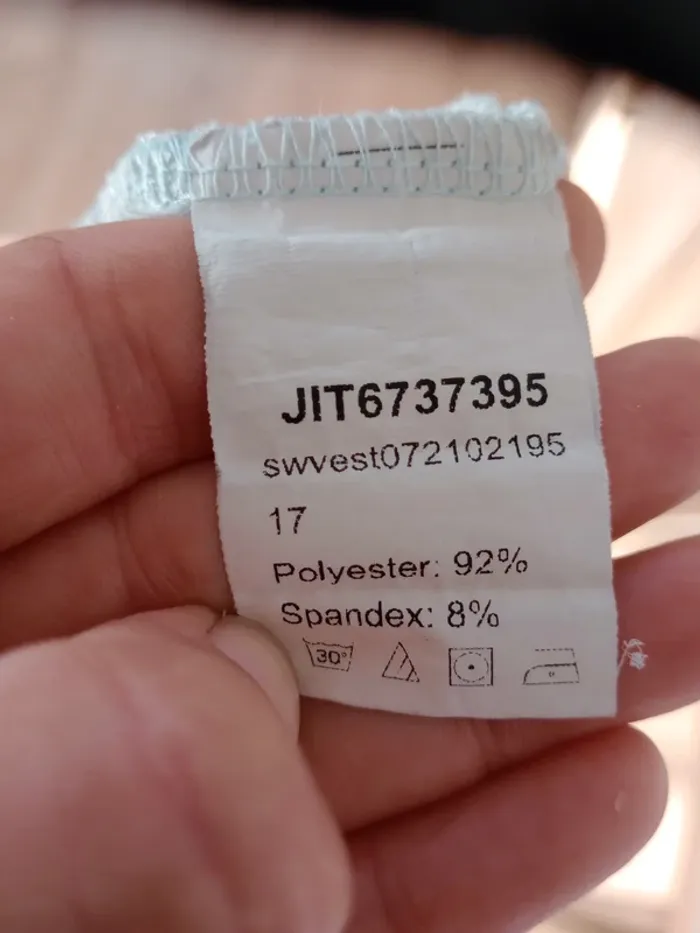 JIT6737395
swvest072102195
17
Polyester: 92%
Spandex: 8%
30°